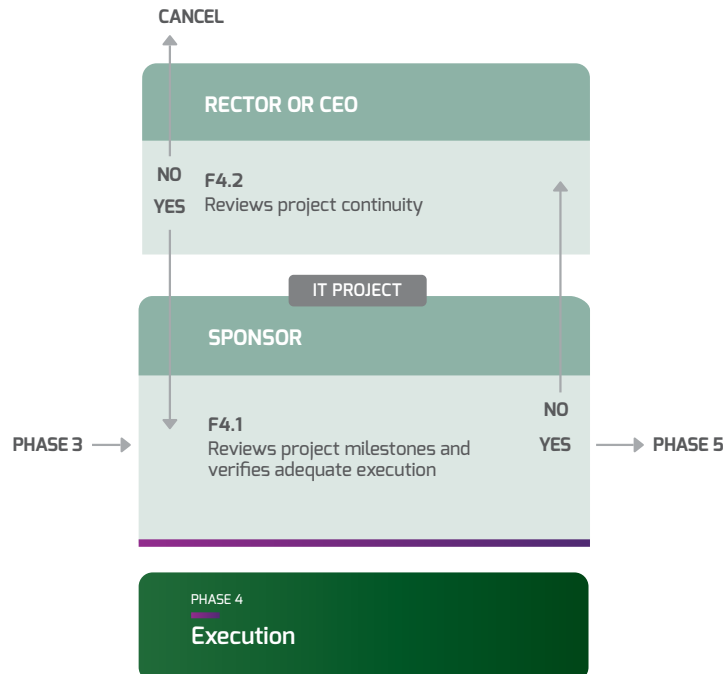 CANCEL
RECTOR OR CEO
NO
YES
F4.2
Reviews project continuity
IT PROJECT
SPONSOR
F4.1
Reviews project milestones and
verifies adequate execution
NO
YES
PHASE 3
PHASE 5
PHASE 4
Execution